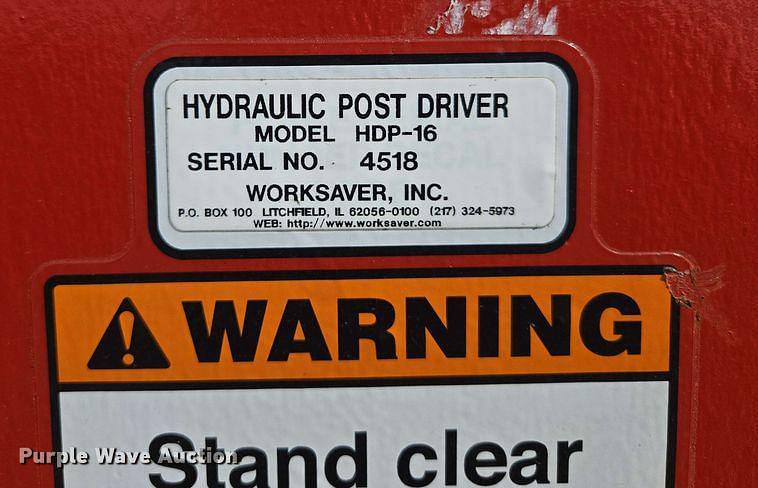 HYDRAULIC POST DRIVER
MODEL HDP-16
SERIAL NO. 4518
WORKSAVER, INC.
P.O. BOX 100 LITCHFIELD, IL 62056-0100 (217) 324-5973
WEB: http://www.worksaver.com
WARNING
Stand clear
Purple Wave Auction